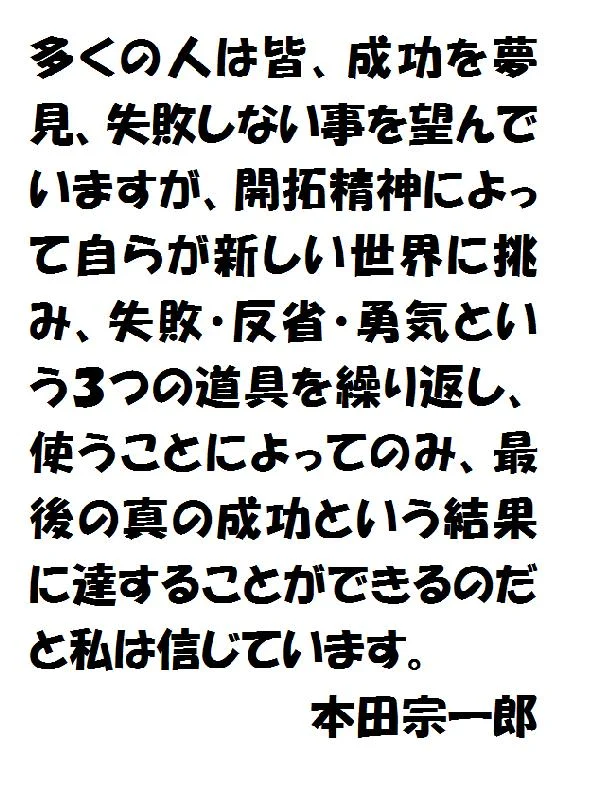 多くの人は皆、成功を夢
見、失敗しない事を望んで
いますが、開拓精神によっ
て自らが新しい世界に挑
み、失敗・反省・勇気とい
う3つの道具を繰り返し、
使うことによってのみ、最
後の真の成功という結果
に達することができるのだ
と私は信じています。
本田宗一郎